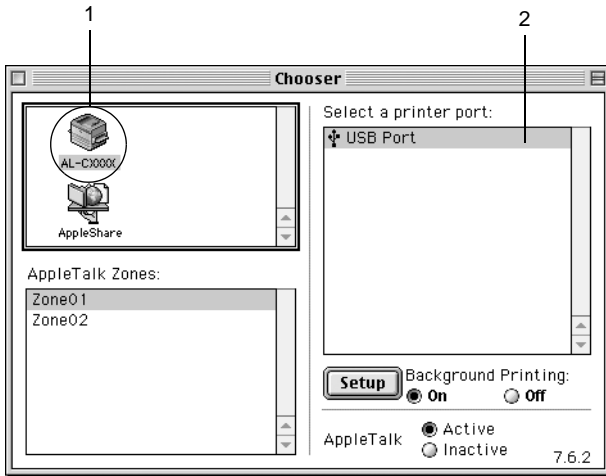 1
2
Chooser
AL-CXXXX
AppleShare
AppleTalk Zones:
Zone01
Zone02
Select a printer port:
USB Port
Setup
Background Printing:
On Off
AppleTalk
Active
Inactive
7.6.2